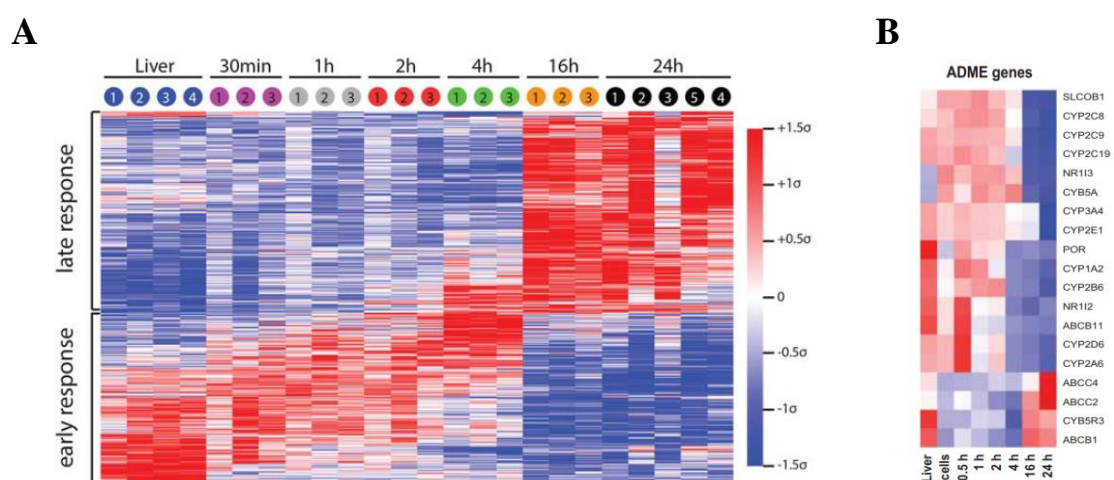 A
Liver 30min 1h 2h 4h 16h 24h
1 2 3 4 1 2 3 1 2 3 1 2 3 1 2 3 1 2 3 1 2 3 5 4
late response
early response
+1.5σ
+1σ
+0.5σ
0
-0.5σ
-1σ
-1.5σ
B
ADME genes
SLCOB1
CYP2C8
CYP2C9
CYP2C19
NR1I3
CYB5A
CYP3A4
CYP2E1
POR
CYP1A2
CYP2B6
NR1I2
ABCB11
CYP2D6
CYP2A6
ABCC4
ABCC2
CYB5R3
ABCB1
Liver cells 0.5 h 1 h 2 h 4 h 16 h 24 h